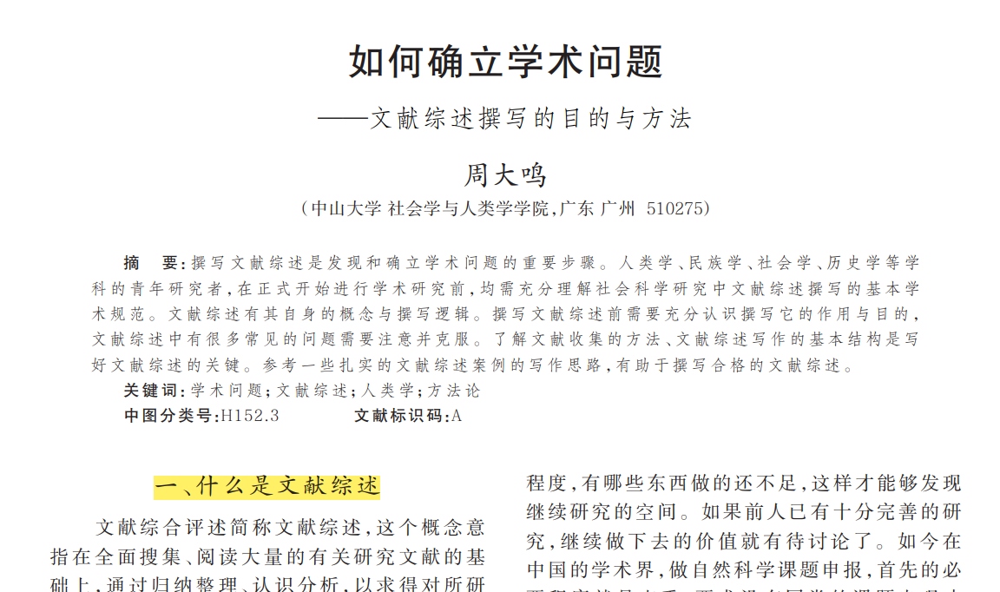 如何确立学术问题
——文献综述撰写的目的与方法
周大鸣
（中山大学 社会学与人类学学院，广东 广州 510275）
摘 要：撰写文献综述是发现和确立学术问题的重要步骤。人类学、民族学、社会学、历史学等学
科的青年研究者，在正式开始进行学术研究前，均需充分理解社会科学研究中文献综述撰写的基本学
术规范。文献综述有其自身的概念与撰写逻辑。撰写文献综述前需要充分认识撰写它的作用与目的，
文献综述中有很多常见的问题需要注意并克服。了解文献收集的方法、文献综述写作的基本结构是写
好文献综述的关键。参考一些扎实的文献综述案例的写作思路，有助于撰写合格的文献综述。
关键词：学术问题；文献综述；人类学；方法论
中图分类号：H152.3 文献标识码：A
一、什么是文献综述
文献综合评述简称文献综述，这个概念意
指在全面搜集、阅读大量的有关研究文献的基
础上，通过归纳整理、认识分析，以求得对所研
程度，有哪些东西做的还不足，这样才能够发现
继续研究的空间。如果前人已有十分完善的研
究，继续做下去的价值就有待讨论了。如今在
中国的学术界，做自然科学课题申报，首先的必